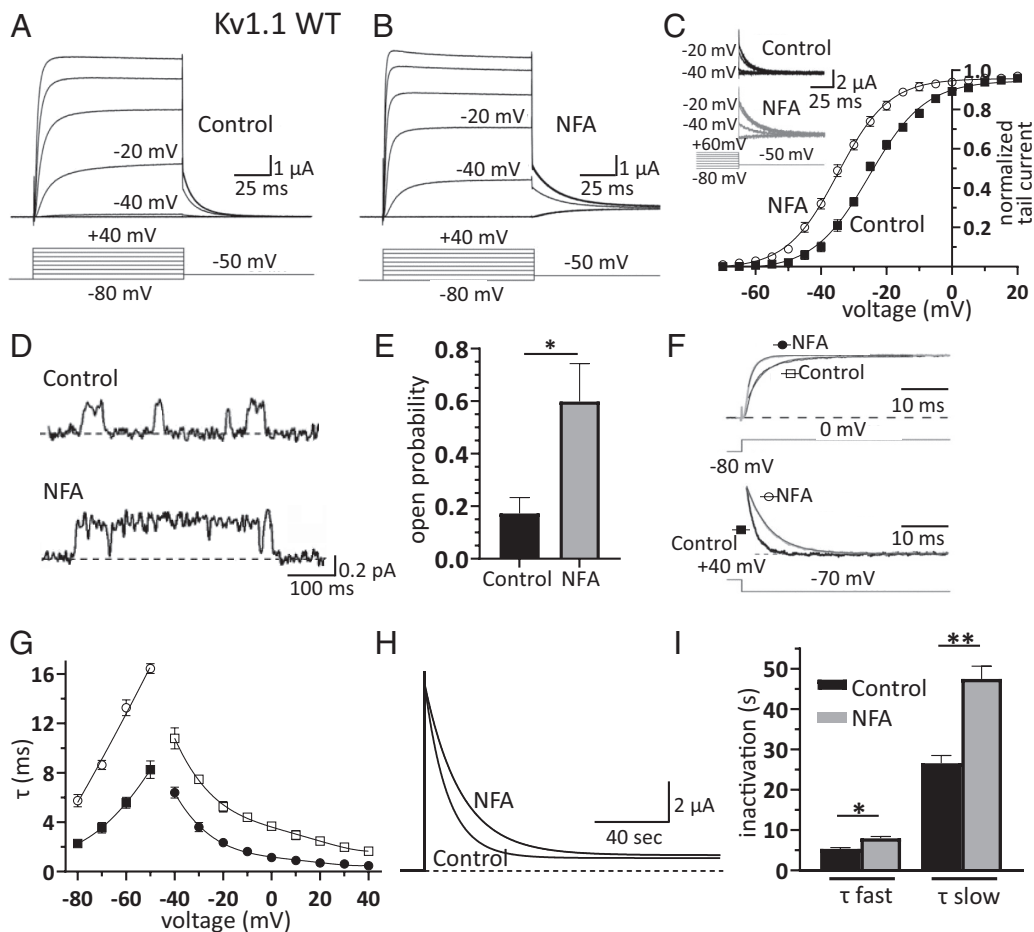 Kv1.1 WT
A
Control
-20 mV
-40 mV
1 µA
25 ms
+40 mV
-50 mV
-80 mV
B
-20 mV
NFA
-40 mV
1 µA
25 ms
+40 mV
-50 mV
-80 mV
C
-20 mV
Control
-40 mV
2 µA
25 ms
-20 mV
NFA
-40 mV
+60mV
-50 mV
-80 mV
NFA
Control
1.0
0.8
0.6
0.4
0.2
normalized
tail current
-60 -40 -20 0 20
voltage (mV)
D
Control
NFA
0.2 pA
100 ms
E
*
0.8
0.6
0.4
0.2
0.0
open probability
Control NFA
F
NFA
Control
10 ms
0 mV
-80 mV
NFA
10 ms
Control
+40 mV
-70 mV
G
16
12
8
4
0
τ (ms)
-80 -60 -40 -20 0 20 40
voltage (mV)
H
NFA
Control
2 µA
40 sec
I
**
Control
NFA
*
50
40
30
20
10
0
inactivation (s)
τ fast τ slow